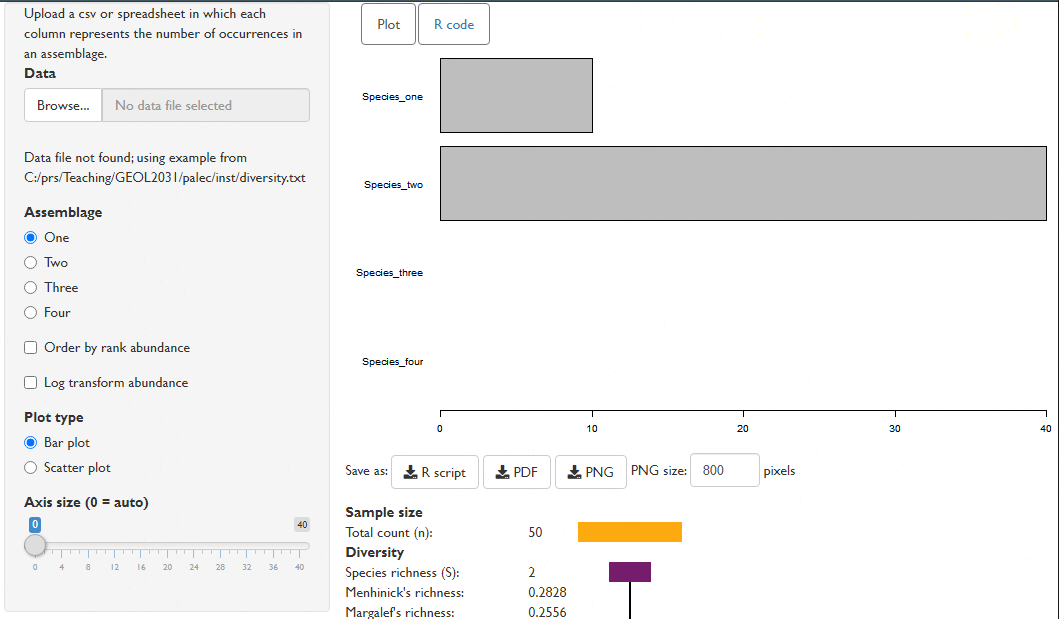 Upload a csv or spreadsheet in which each
column represents the number of occurrences in
an assemblage.
Data
Browse... No data file selected
Data file not found; using example from
C:/prs/Teaching/GEOL2031/palec/inst/diversity.txt
Assemblage
One
Two
Three
Four
Order by rank abundance
Log transform abundance
Plot type
Bar plot
Scatter plot
Axis size (0 = auto)
0 40
0 4 8 12 16 20 24 28 32 36 40
Plot R code
Species_one
Species_two
Species_three
Species_four
0 10 20 30 40
Save as: R script PDF PNG PNG size: 800 pixels
Sample size
Total count (n): 50
Diversity
Species richness (S): 2
Menhinick's richness: 0.2828
Margalef's richness: 0.2556